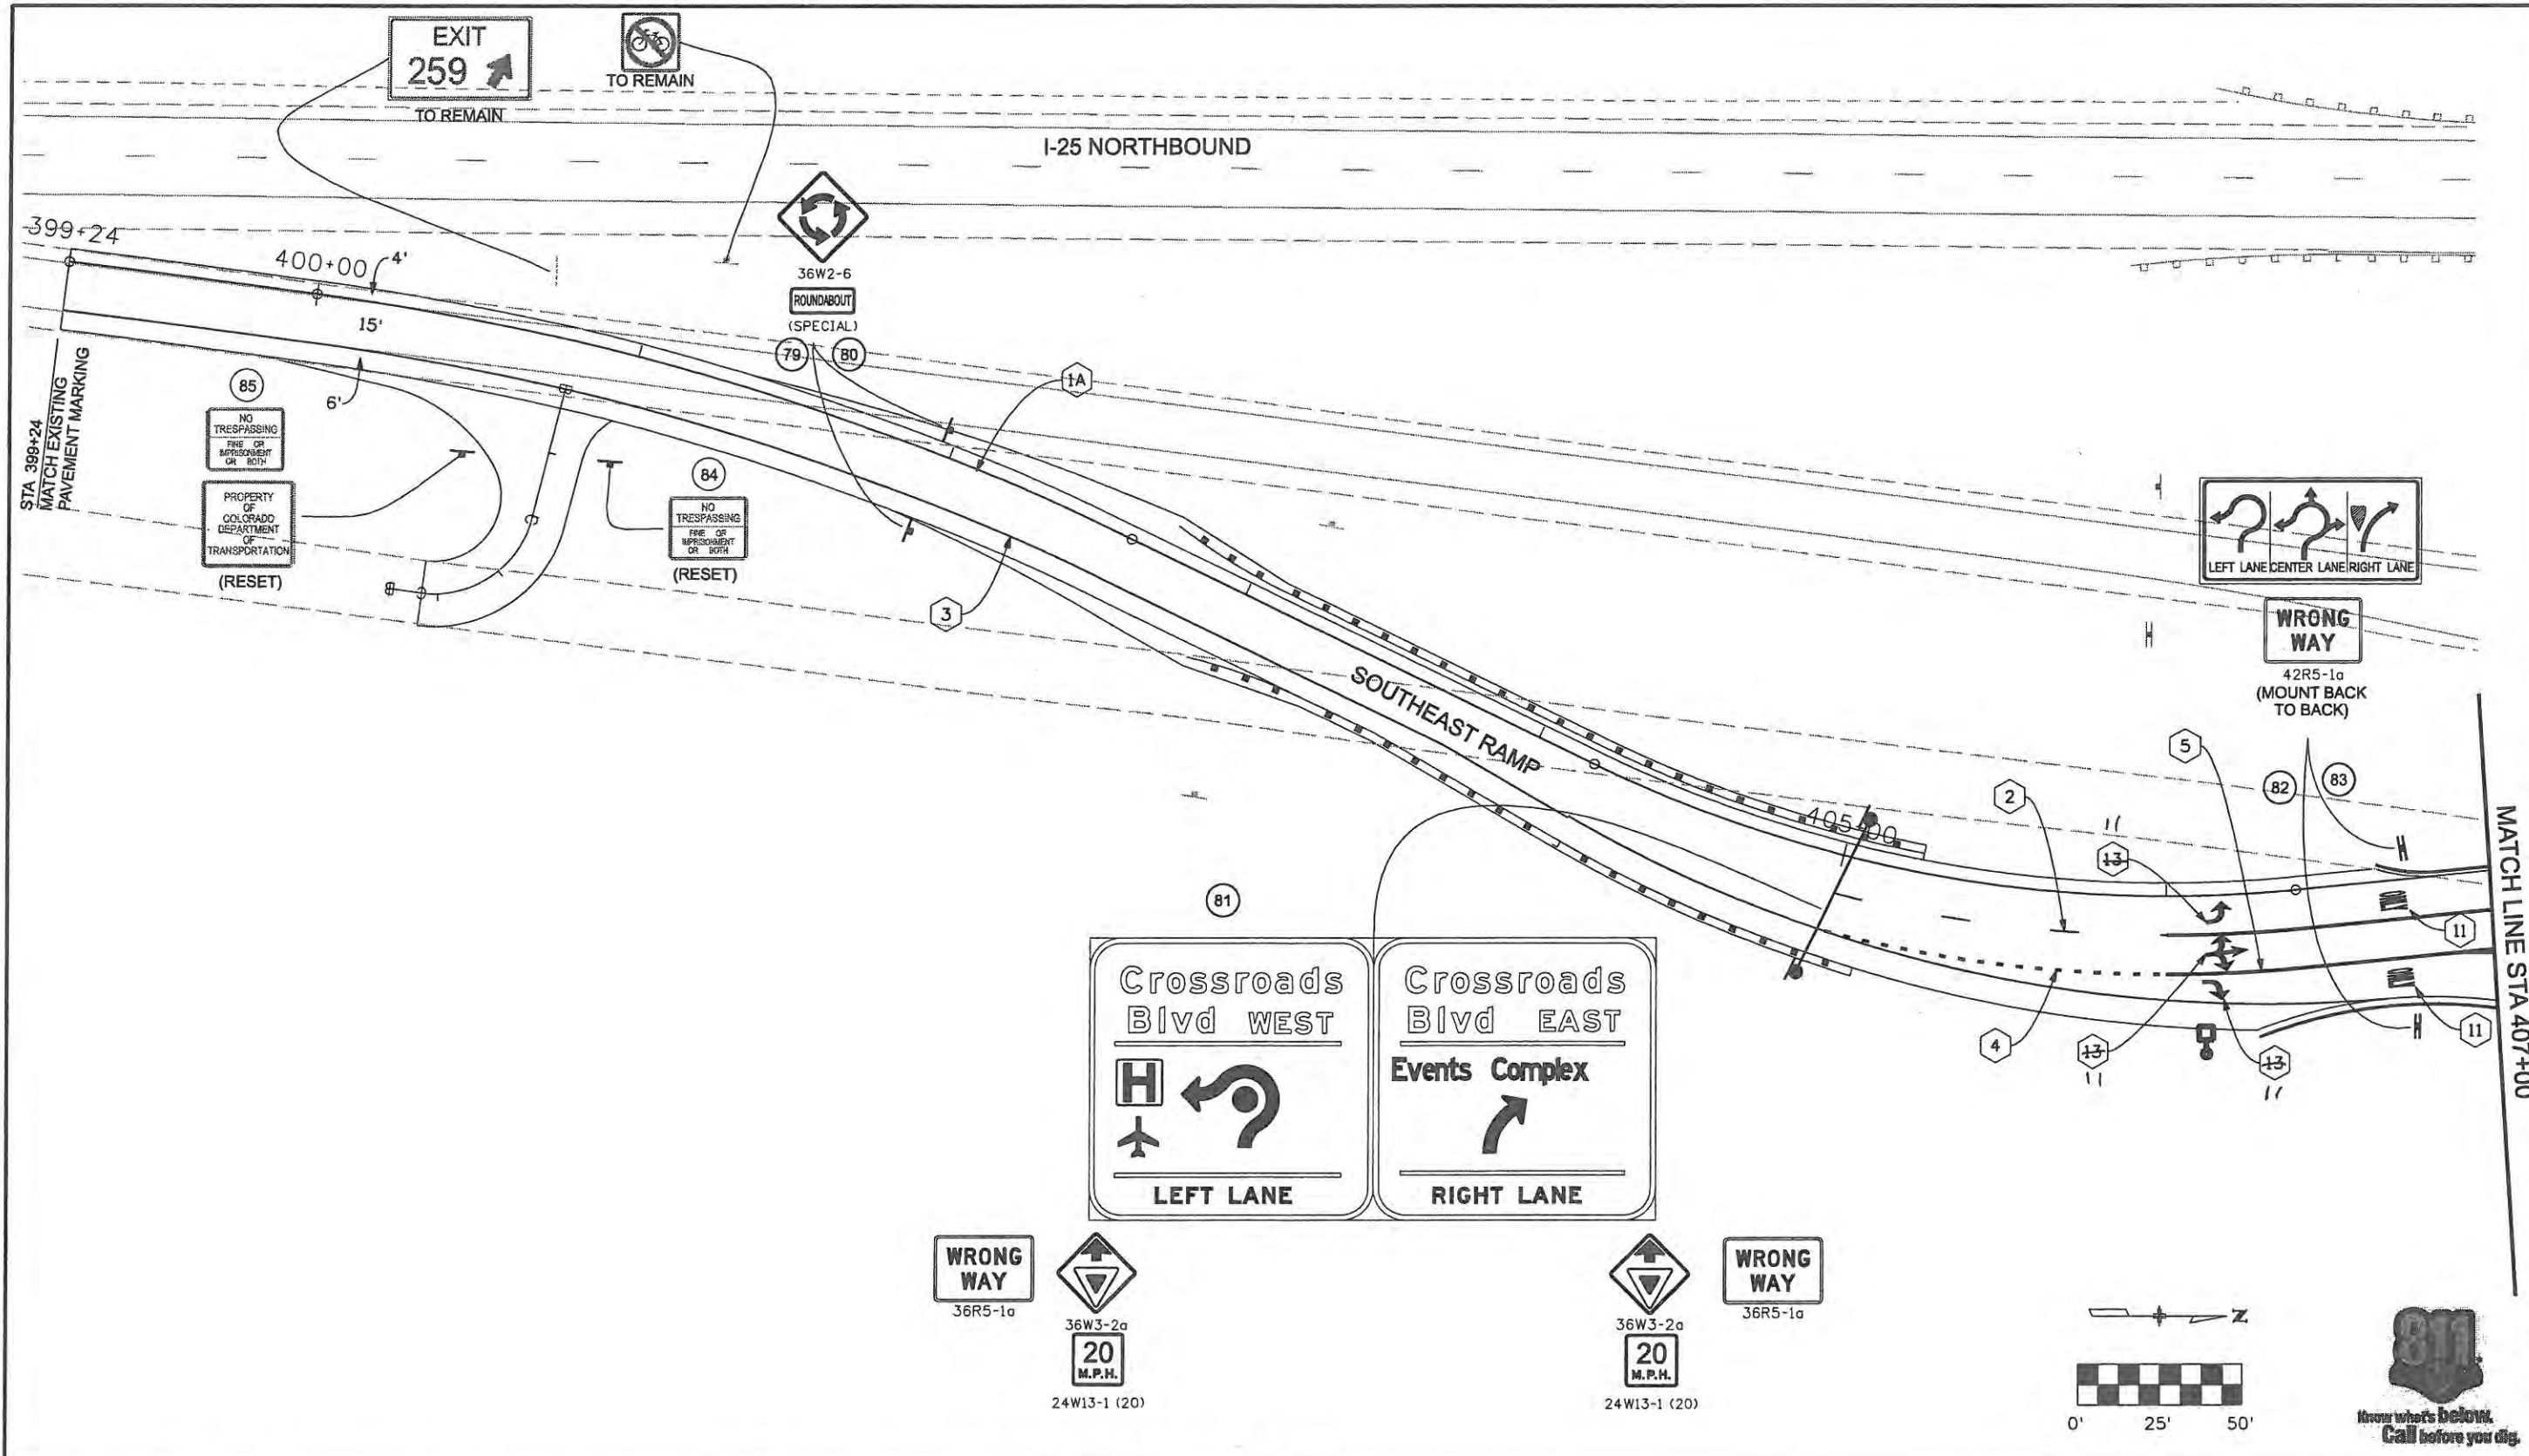 EXIT
259
TO REMAIN
TO REMAIN
I-25 NORTHBOUND
399+24
400+00
4'
15'
6'
STA 399+24
MATCH EXISTING
PAVEMENT MARKING
36W2-6
ROUNDABOUT
(SPECIAL)
79
80
1A
85
NO
TRESPASSING
FINE OR
IMPRISONMENT
OR BOTH
PROPERTY
OF
COLORADO
DEPARTMENT
OF
TRANSPORTATION
(RESET)
84
NO
TRESPASSING
FINE OR
IMPRISONMENT
OR BOTH
(RESET)
3
SOUTHEAST RAMP
LEFT LANE
CENTER LANE
RIGHT LANE
WRONG
WAY
42R5-1a
(MOUNT BACK
TO BACK)
5
82
83
2
405+00
11
13
11
4
13
11
13
11
11
MATCH LINE STA 407+00
81
Crossroads
Blvd WEST
H
LEFT LANE
Crossroads
Blvd EAST
Events Complex
RIGHT LANE
WRONG
WAY
36R5-1a
36W3-2a
20
M.P.H.
24W13-1 (20)
36W3-2a
20
M.P.H.
24W13-1 (20)
WRONG
WAY
36R5-1a
N
0' 25' 50'
811
Know what's below.
Call before you dig.